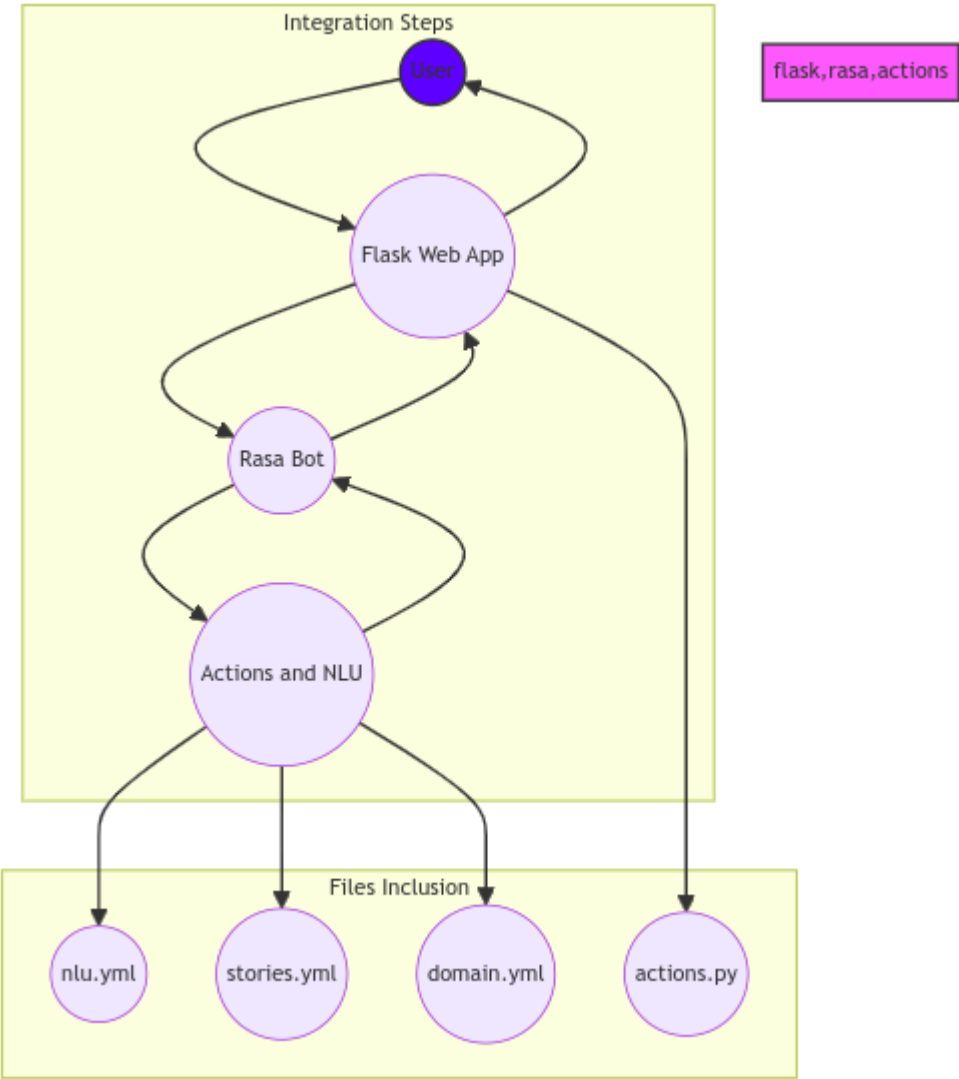 Integration Steps
User
flask,rasa,actions
Flask Web App
Rasa Bot
Actions and NLU
Files Inclusion
nlu.yml
stories.yml
domain.yml
actions.py